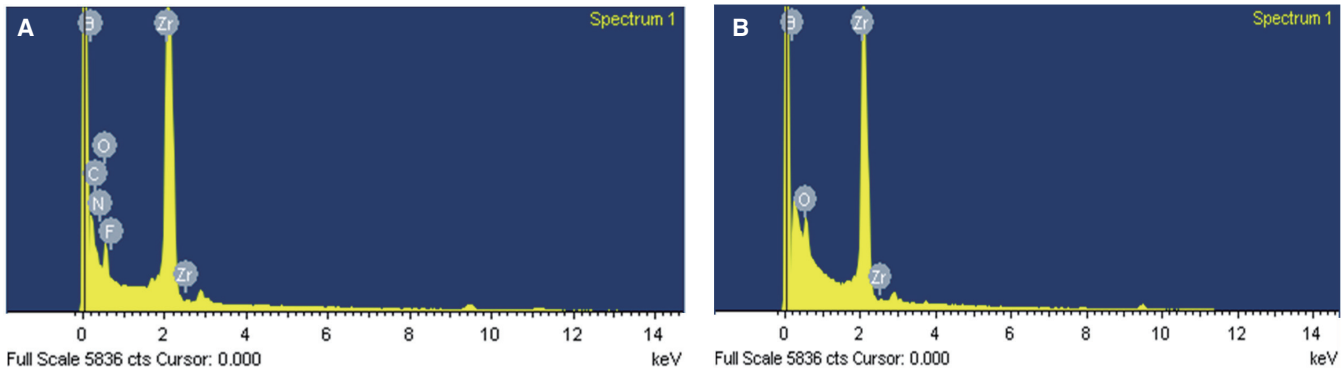 A
B
Zr
Spectrum 1
O
C
N
F
Zr
0 2 4 6 8 10 12 14
Full Scale 5836 cts Cursor: 0.000 keV
B
B
Zr
Spectrum 1
O
Zr
0 2 4 6 8 10 12 14
Full Scale 5836 cts Cursor: 0.000 keV